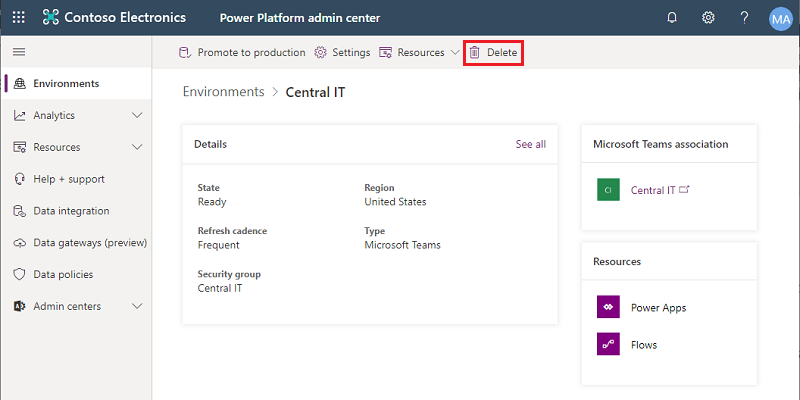 Contoso Electronics Power Platform admin center ? MA
Promote to production Settings Resources Delete
Environments
Analytics
Resources
Help + support
Data integration
Data gateways (preview)
Data policies
Admin centers
Environments > Central IT
Details See all
State Region
Ready United States
Refresh cadence Type
Frequent Microsoft Teams
Security group
Central IT
Microsoft Teams association
CI Central IT
Resources
Power Apps
Flows